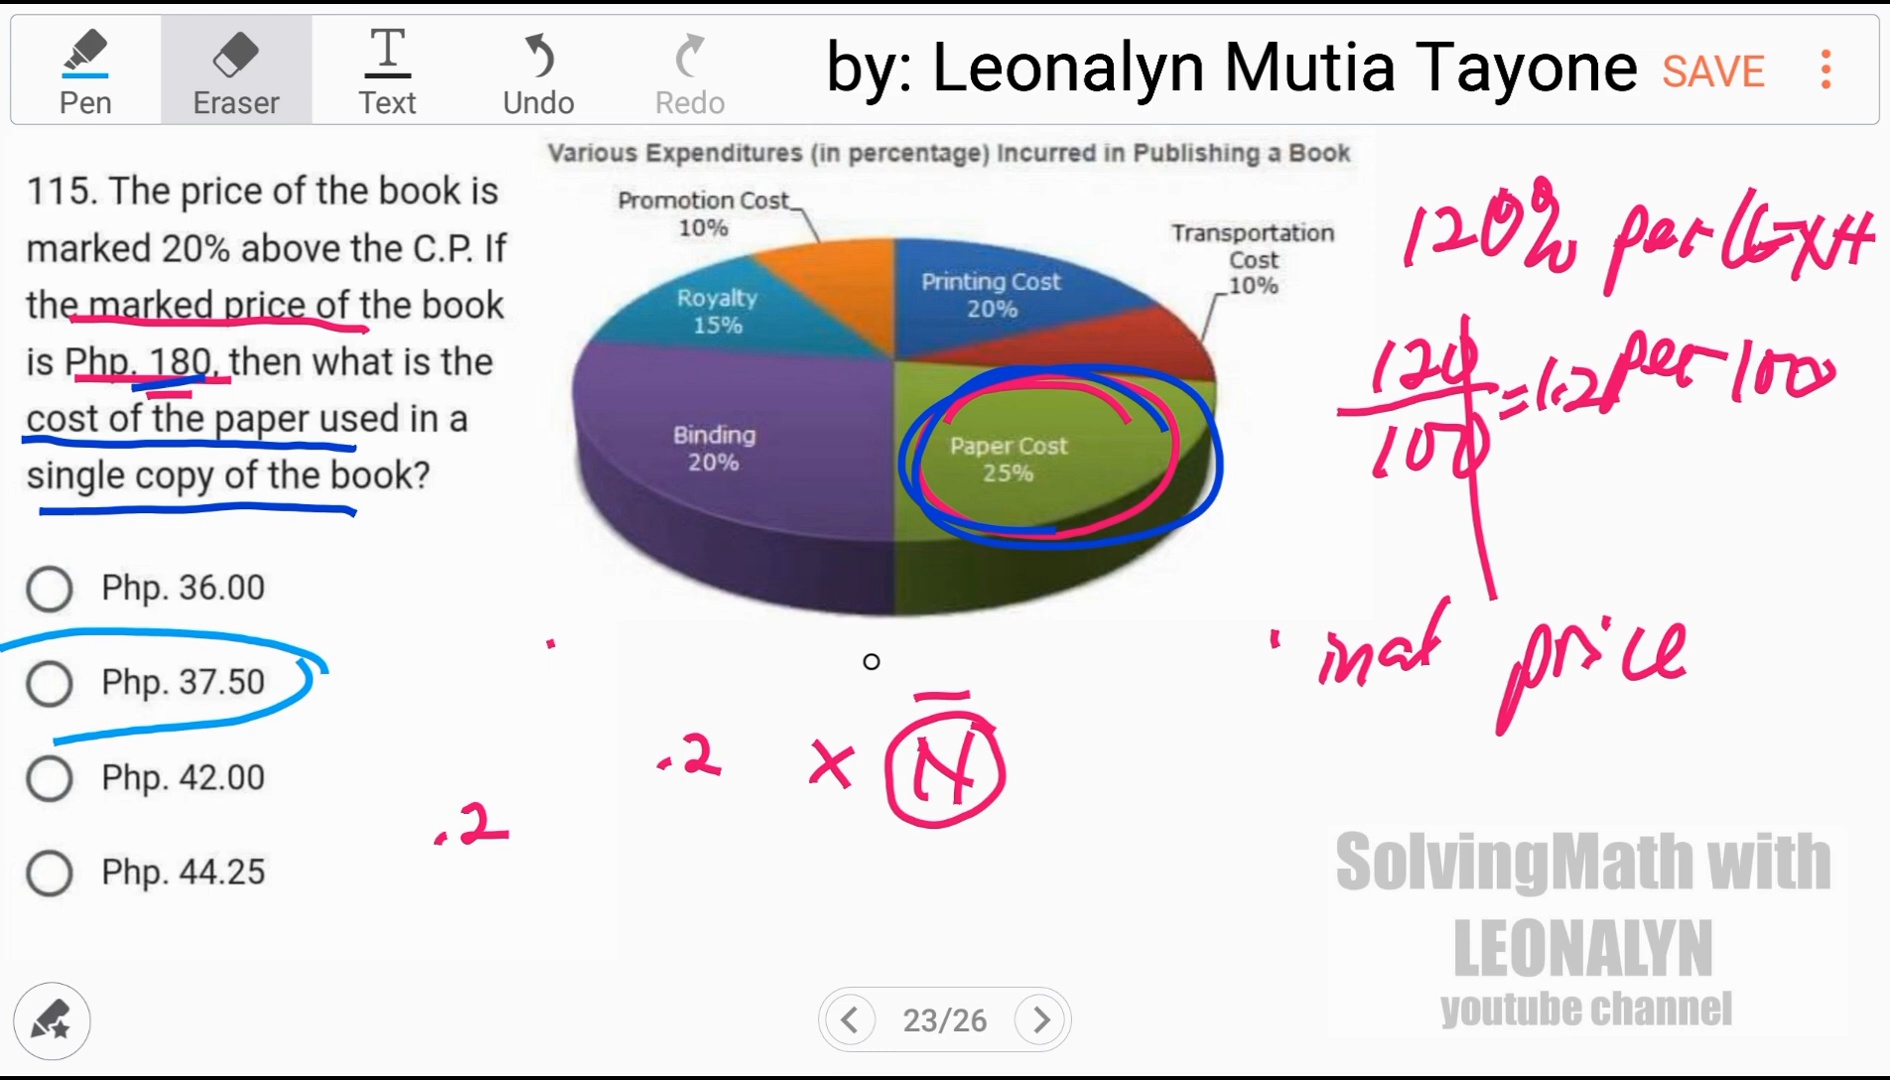 Pen
Eraser
Text
Undo
Redo
by: Leonalyn Mutia Tayone
SAVE
115. The price of the book is
marked 20% above the C.P. If
the marked price of the book
is Php. 180, then what is the
cost of the paper used in a
single copy of the book?
Php. 36.00
Php. 37.50
Php. 42.00
Php. 44.25
Various Expenditures (in percentage) Incurred in Publishing a Book
Promotion Cost
10%
Transportation
Cost
10%
Printing Cost
20%
Royalty
15%
Binding
20%
Paper Cost
25%
120% per
120
100
=1.2 per 100
price
.2 × N
.2
SolvingMath with
LEONALYN
youtube channel
23/26